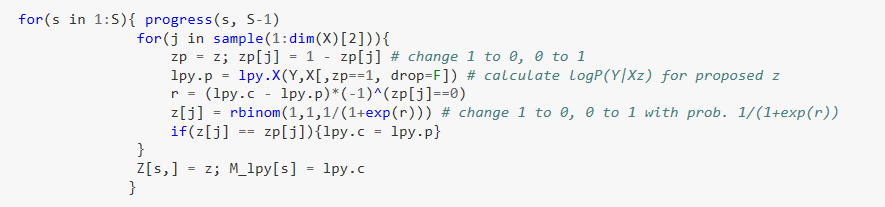 for(s in 1:S){ progress(s, S-1)
for(j in sample(1:dim(X)[2])){
zp = z; zp[j] = 1 - zp[j] # change 1 to 0, 0 to 1
lpy.p = lpy.X(Y,X[,zp==1, drop=F]) # calculate logP(Y|Xz) for proposed z
r = (lpy.c - lpy.p)*(-1)^(zp[j]==0)
z[j] = rbinom(1,1,1/(1+exp(r))) # change 1 to 0, 0 to 1 with prob. 1/(1+exp(r))
if(z[j] == zp[j]){lpy.c = lpy.p}
}
Z[s,] = z; M_lpy[s] = lpy.c
}